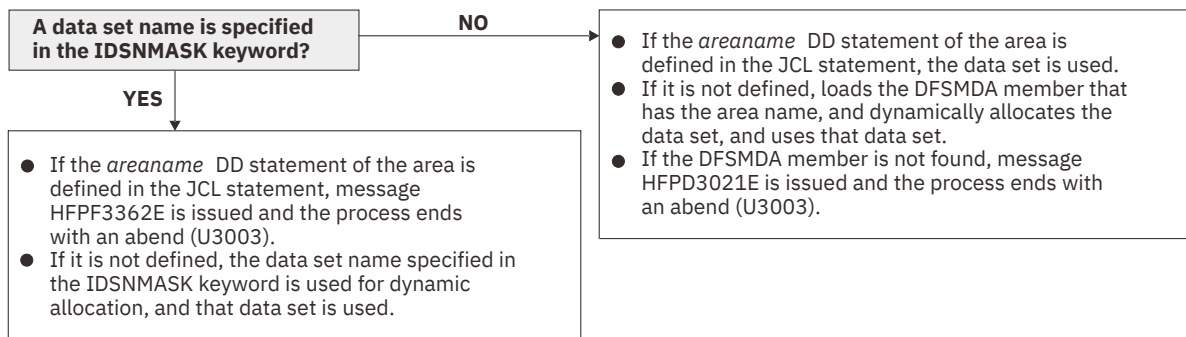 A data set name is specified
in the IDSNMASK keyword?
NO
YES
● If the areaname DD statement of the area is
defined in the JCL statement, the data set is used.
● If it is not defined, loads the DFSMDA member that
has the area name, and dynamically allocates the
data set, and uses that data set.
● If the DFSMDA member is not found, message
HFPD3021E is issued and the process ends with
an abend (U3003).
● If the areaname DD statement of the area is
defined in the JCL statement, message
HFPF3362E is issued and the process ends
with an abend (U3003).
● If it is not defined, the data set name specified in
the IDSNMASK keyword is used for dynamic
allocation, and that data set is used.